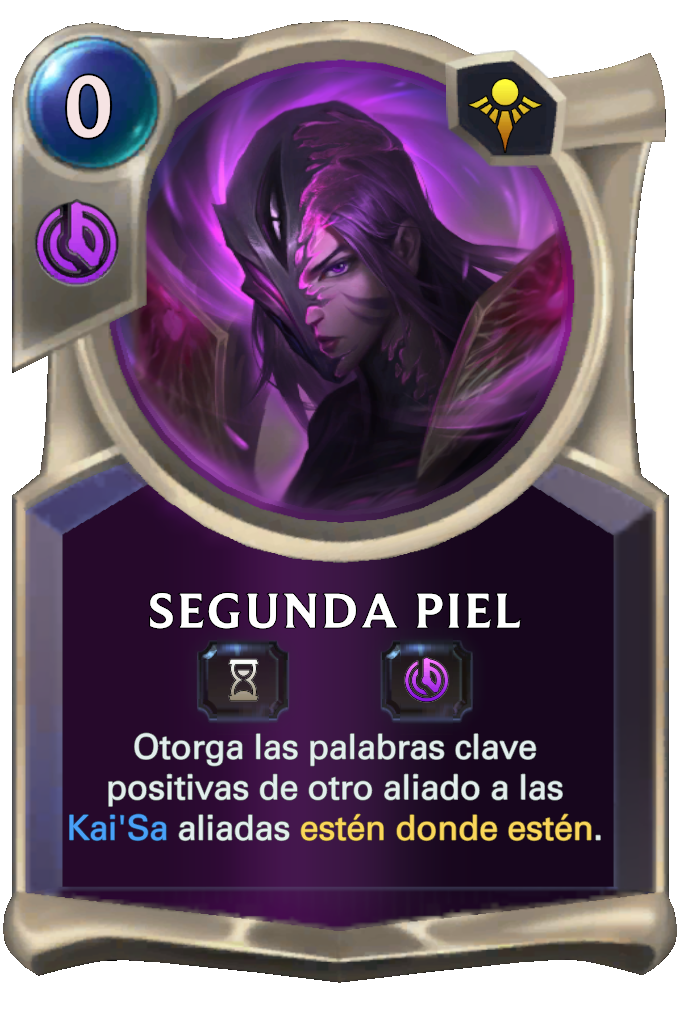 0
SEGUNDA PIEL
Otorga las palabras clave
positivas de otro aliado a las
Kai'Sa aliadas estén donde estén.